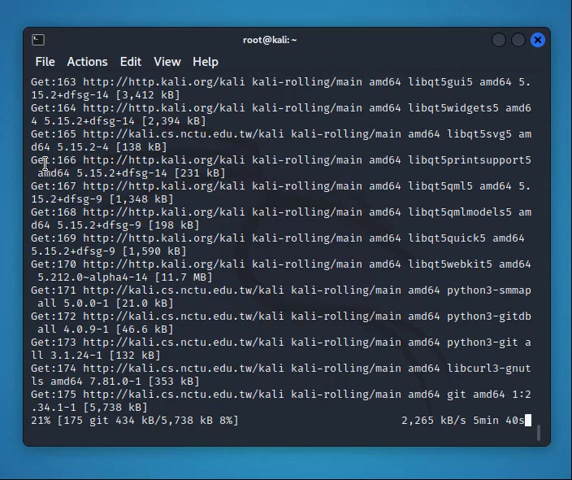 root@kali: ~
File Actions Edit View Help
Get:163 http://http.kali.org/kali kali-rolling/main amd64 libqt5gui5 amd64 5.
15.2+dfsg-14 [3,412 kB]
Get:164 http://http.kali.org/kali kali-rolling/main amd64 libqt5widgets5 amd6
4 5.15.2+dfsg-14 [2,394 kB]
Get:165 http://kali.cs.nctu.edu.tw/kali kali-rolling/main amd64 libqt5svg5 am
d64 5.15.2-4 [138 kB]
Get:166 http://http.kali.org/kali kali-rolling/main amd64 libqt5printsupport5
amd64 5.15.2+dfsg-14 [231 kB]
Get:167 http://http.kali.org/kali kali-rolling/main amd64 libqt5qml5 amd64 5.
15.2+dfsg-9 [1,348 kB]
Get:168 http://http.kali.org/kali kali-rolling/main amd64 libqt5qmlmodels5 am
d64 5.15.2+dfsg-9 [198 kB]
Get:169 http://http.kali.org/kali kali-rolling/main amd64 libqt5quick5 amd64
5.15.2+dfsg-9 [1,590 kB]
Get:170 http://http.kali.org/kali kali-rolling/main amd64 libqt5webkit5 amd64
5.212.0~alpha4-14 [11.7 MB]
Get:171 http://kali.cs.nctu.edu.tw/kali kali-rolling/main amd64 python3-smmap
all 5.0.0-1 [21.0 kB]
Get:172 http://kali.cs.nctu.edu.tw/kali kali-rolling/main amd64 python3-gitdb
all 4.0.9-1 [46.6 kB]
Get:173 http://http.kali.org/kali kali-rolling/main amd64 python3-git a
ll 3.1.24-1 [132 kB]
Get:174 http://http.kali.org/kali kali-rolling/main amd64 libcurl3-gnut
ls amd64 7.81.0-1 [353 kB]
Get:175 http://kali.cs.nctu.edu.tw/kali kali-rolling/main amd64 git amd64 1:2
.34.1-1 [5,738 kB]
21% [175 git 434 kB/5,738 kB 8%] 2,265 kB/s 5min 40s